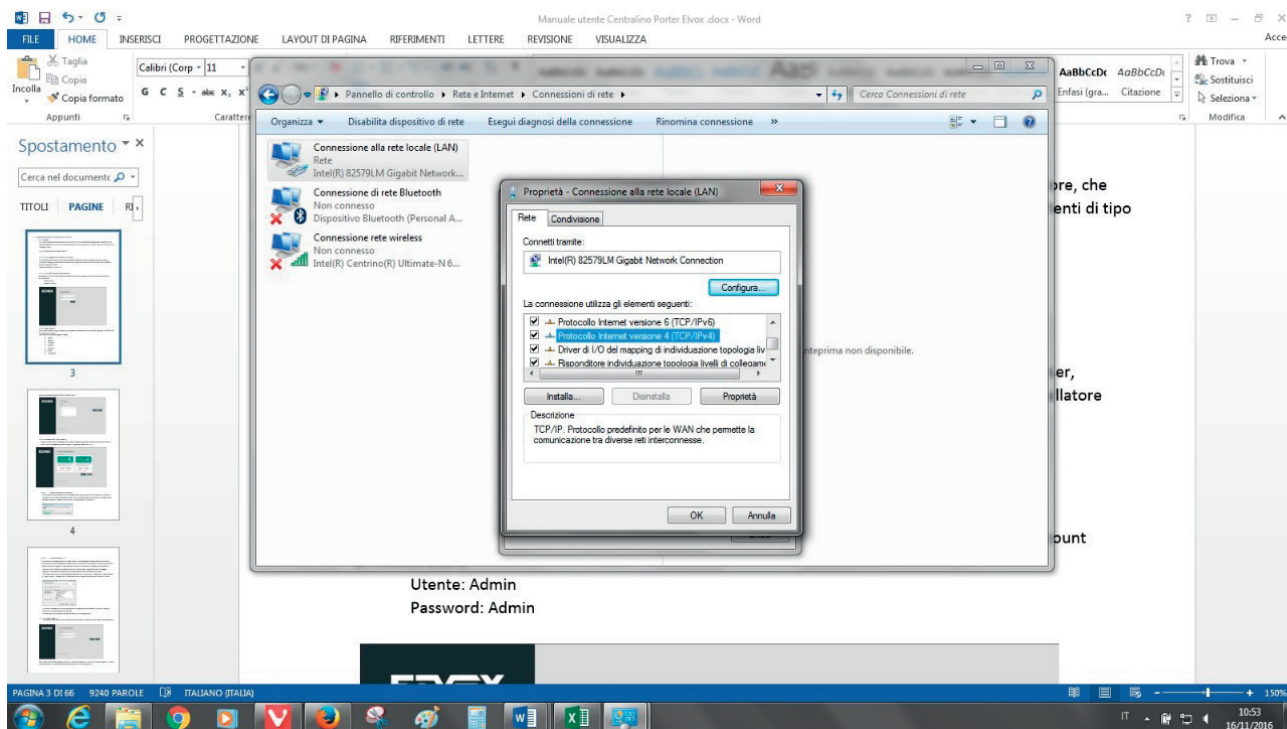 Manuale utente Centralino Porter Elvox .docx - Word
FILE HOME INSERISCI PROGETTAZIONE LAYOUT DI PAGINA RIFERIMENTI LETTERE REVISIONE VISUALIZZA
Acce
Taglia
Copia
Copia formato
Incolla
Appunti
Calibri (Corp 11
G C S abc X, X
Caratter
AaBbCcDc AaBbCcDc
Enfasi (gra... Citazione
Trova
Sostituisci
Seleziona
Modifica
Spostamento
Cerca nel documento
TITOLI PAGINE RI
3
4
Pannello di controllo Rete e Internet Connessioni di rete
Cerca Connessioni di rete
Organizza Disabilita dispositivo di rete Esegui diagnosi della connessione Rinomina connessione »
Connessione alla rete locale (LAN)
Rete
Intel(R) 82579LM Gigabit Network...
Connessione di rete Bluetooth
Non connesso
Dispositivo Bluetooth (Personal A...
Connessione rete wireless
Non connesso
Intel(R) Centrino(R) Ultimate-N 6...
Proprietà - Connessione alla rete locale (LAN)
Rete Condivisione
Connetti tramite:
Intel(R) 82579LM Gigabit Network Connection
Configura...
La connessione utilizza gli elementi seguenti:
Protocollo Internet versione 6 (TCP/IPv6)
Protocollo Internet versione 4 (TCP/IPv4)
Driver di I/O del mapping di individuazione topologia liv
Risponditore individuazione topologia livelli di collegame
Installa... Disinstalla Proprietà
Descrizione
TCP/IP. Protocollo predefinito per le WAN che permette la
comunicazione tra diverse reti interconnesse.
OK Annulla
nteprima non disponibile.
ore, che
enti di tipo
er,
llatore
ount
Utente: Admin
Password: Admin
PAGINA 3 DI 66 9240 PAROLE ITALIANO (ITALIA)
150%
IT
10:53
16/11/2016